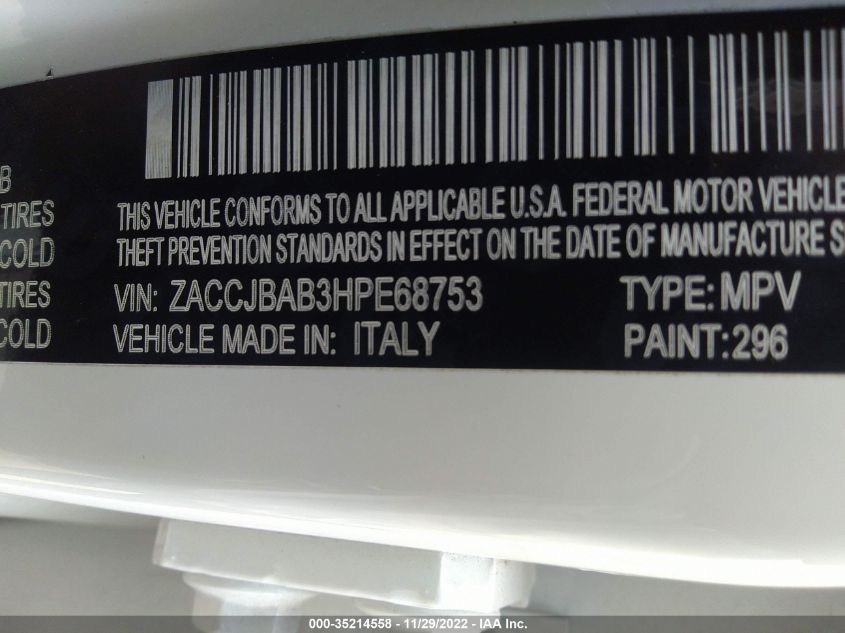 B
TIRES
COLD
TIRES
COLD
THIS VEHICLE CONFORMS TO ALL APPLICABLE U.S.A. FEDERAL MOTOR VEHICLE
THEFT PREVENTION STANDARDS IN EFFECT ON THE DATE OF MANUFACTURE S
VIN: ZACCJBAB3HPE68753 TYPE: MPV
VEHICLE MADE IN: ITALY PAINT: 296
000-35214558 - 11/29/2022 - IAA Inc.